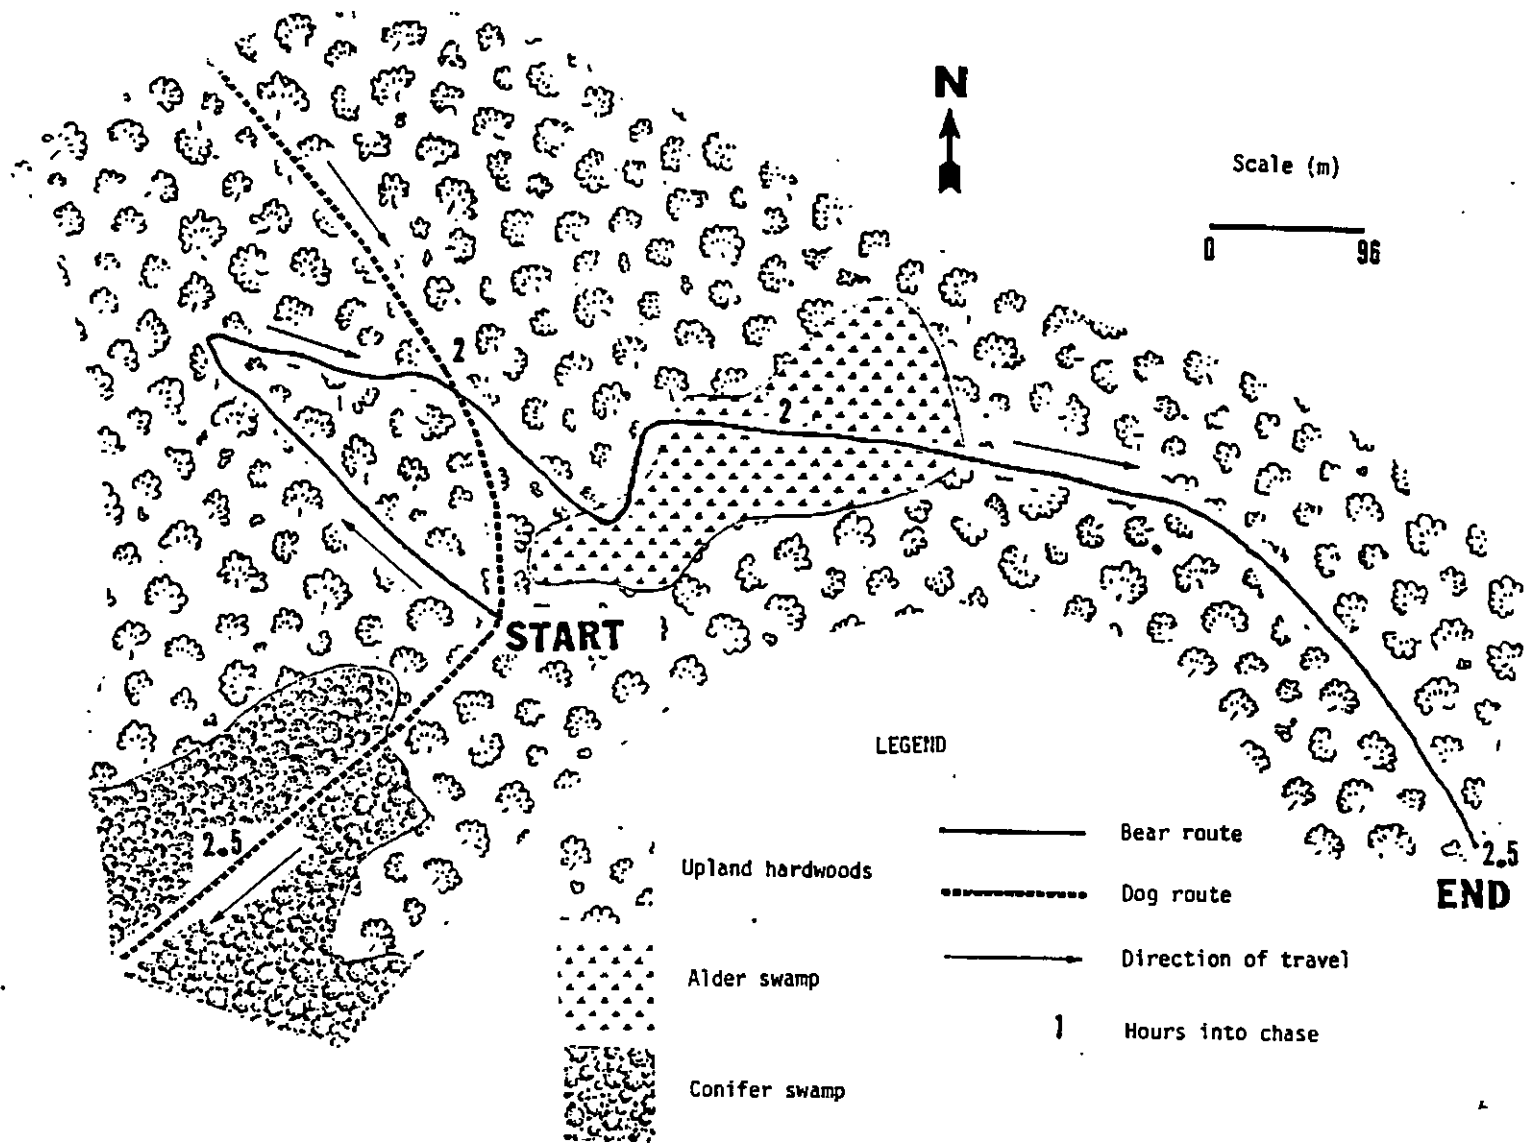 N
Scale (m)
0 96
2
2
START
LEGEND
2.5
Bear route
2.5
Upland hardwoods
END
Dog route
Alder swamp
Direction of travel
1 Hours into chase
Conifer swamp